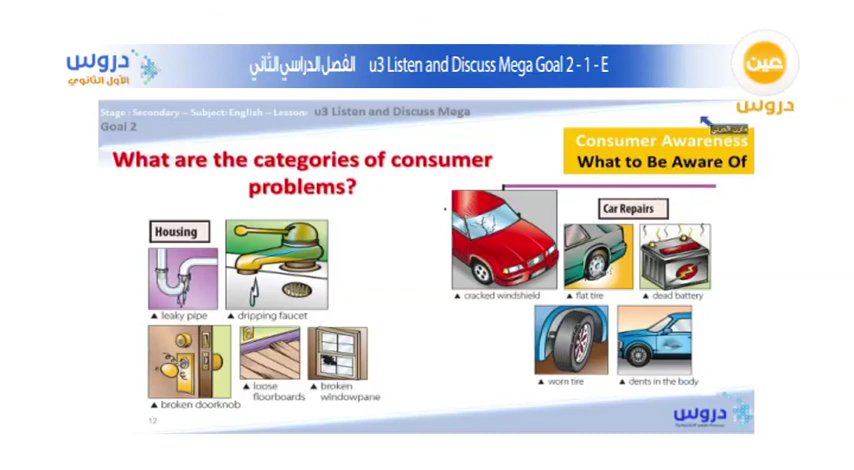 دروس
الأول الثانوي
الفصل الدراسي الثاني u3 Listen and Discuss Mega Goal 2 - 1 - E
عين
دروس
Stage : Secondary – Subject: English – Lesson: u3 Listen and Discuss Mega
Goal 2
Consumer Awareness
What to Be Aware Of
What are the categories of consumer
problems?
Housing
▲ leaky pipe ▲ dripping faucet
▲ broken doorknob
▲ loose
floorboards
▲ broken
windowpane
Car Repairs
▲ cracked windshield ▲ flat tire ▲ dead battery
▲ worn tire ▲ dents in the body
12
دروس